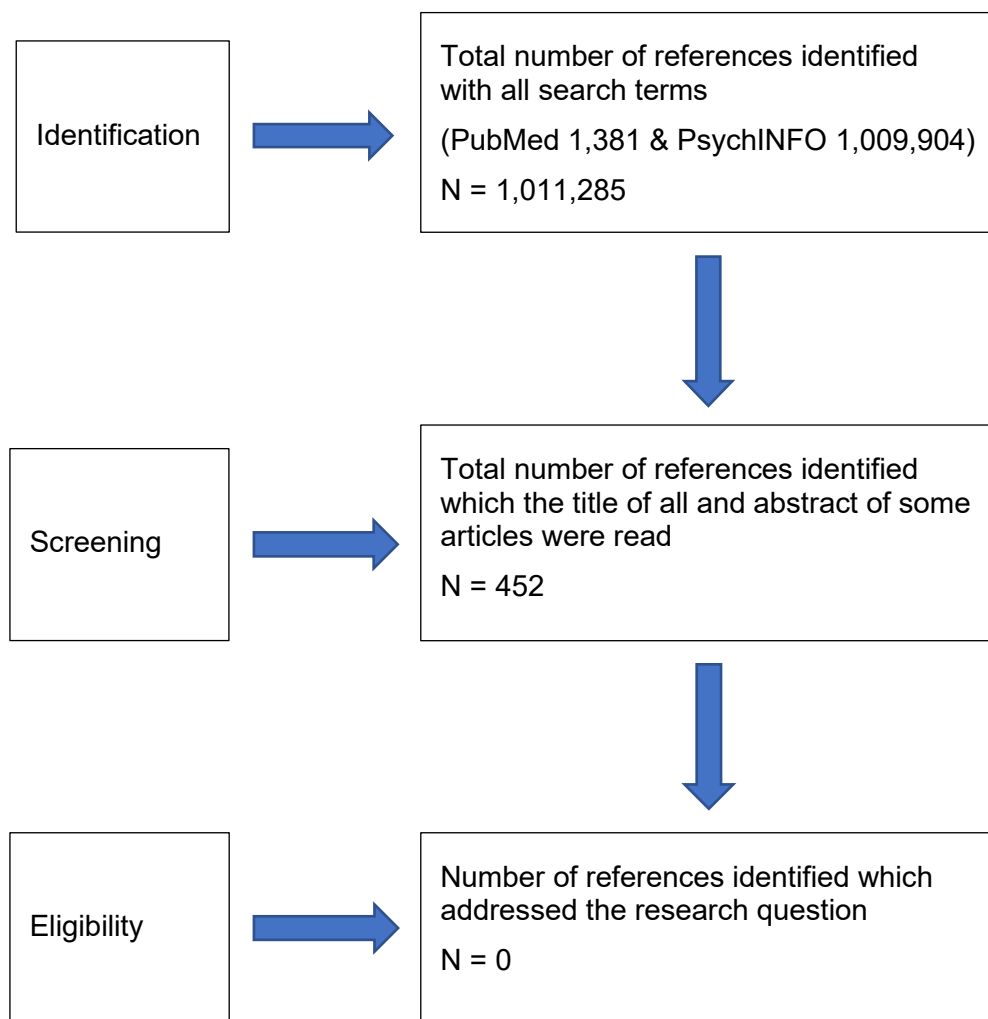 Identification
Total number of references identified
with all search terms
(PubMed 1,381 & PsychINFO 1,009,904)
N = 1,011,285
Screening
Total number of references identified
which the title of all and abstract of some
articles were read
N = 452
Eligibility
Number of references identified which
addressed the research question
N = 0